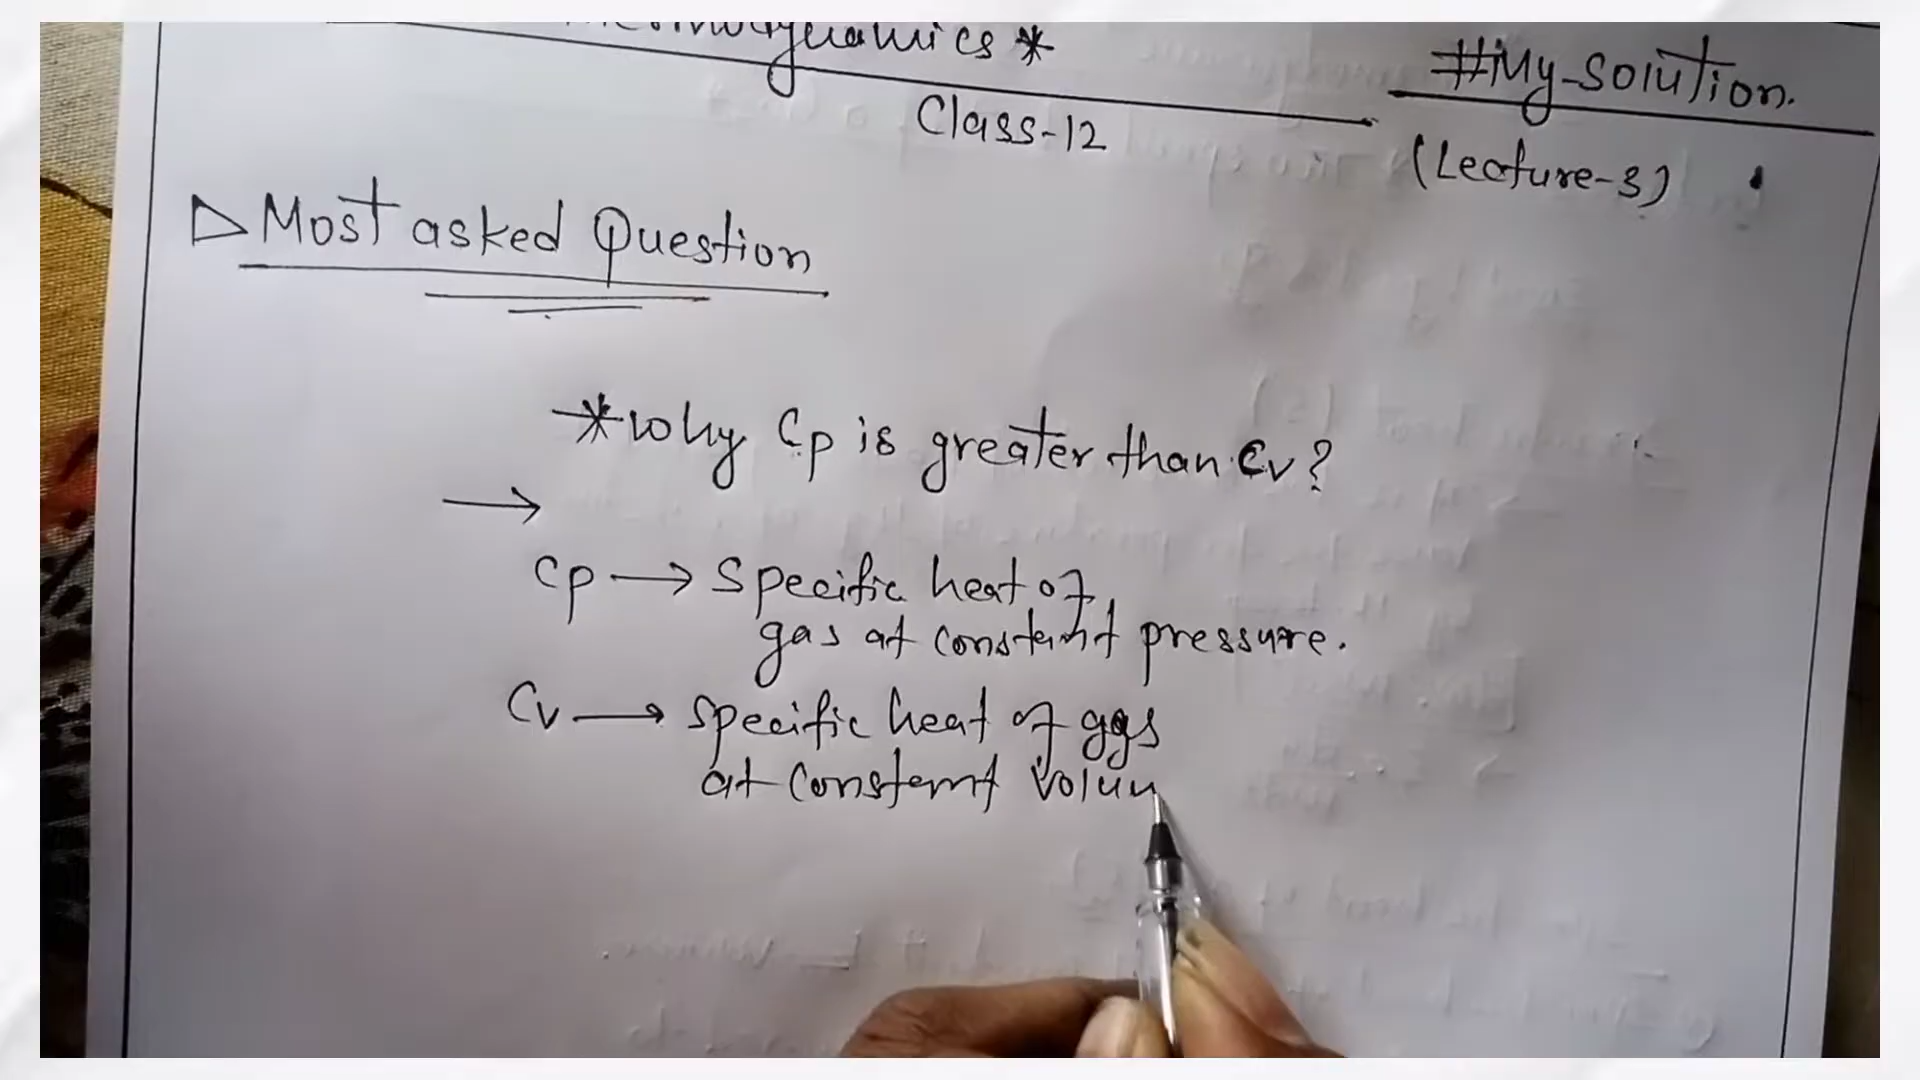 *
Class-12
#My-Solution.
(Lecture-3)
Most asked Question
*Why Cp is greater than Cv?
→
Cp → Specific heat of
gas at constant pressure.
Cv → Specific heat of gas
at constant Volum